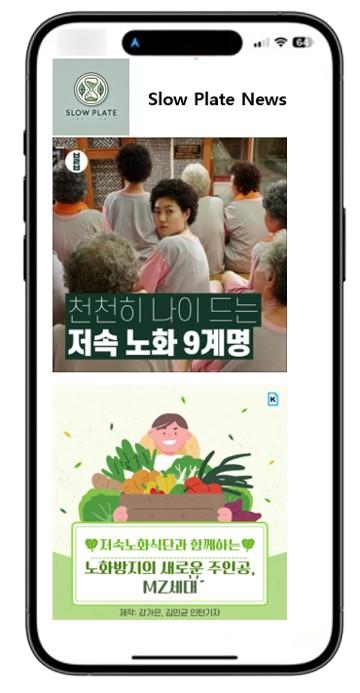 64
SLOW PLATE
Slow Plate News
천천히 나이 드는
저속 노화 9계명
K
저속노화식단과 함께하는
노화방지의 새로운 주인공,
MZ세대
제작: 강가은, 김민균 인턴기자